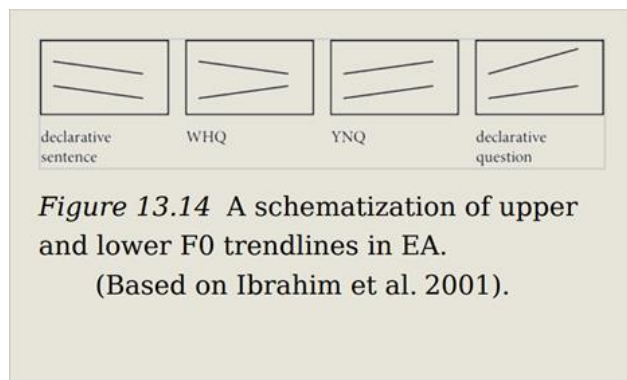 declarative
sentence
WHQ
YNQ
declarative
question
Figure 13.14 A schematization of upper
and lower F0 trendlines in EA.
(Based on Ibrahim et al. 2001).